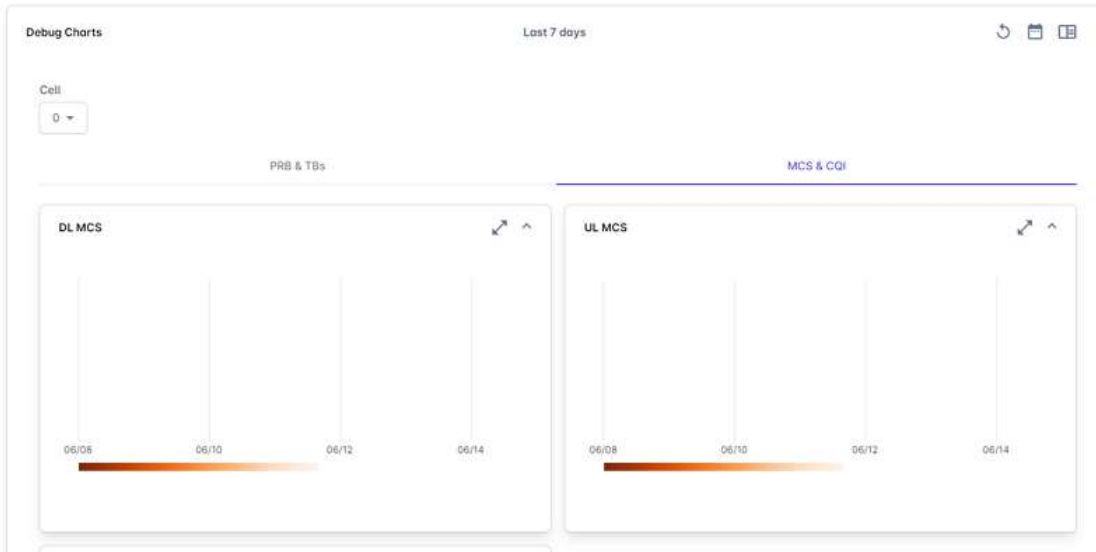 Debug Charts
Last 7 days
Cell
0
PRB & TBs
MCS & CQI
DL MCS
UL MCS
06/08 06/10 06/12 06/14
06/08 06/10 06/12 06/14